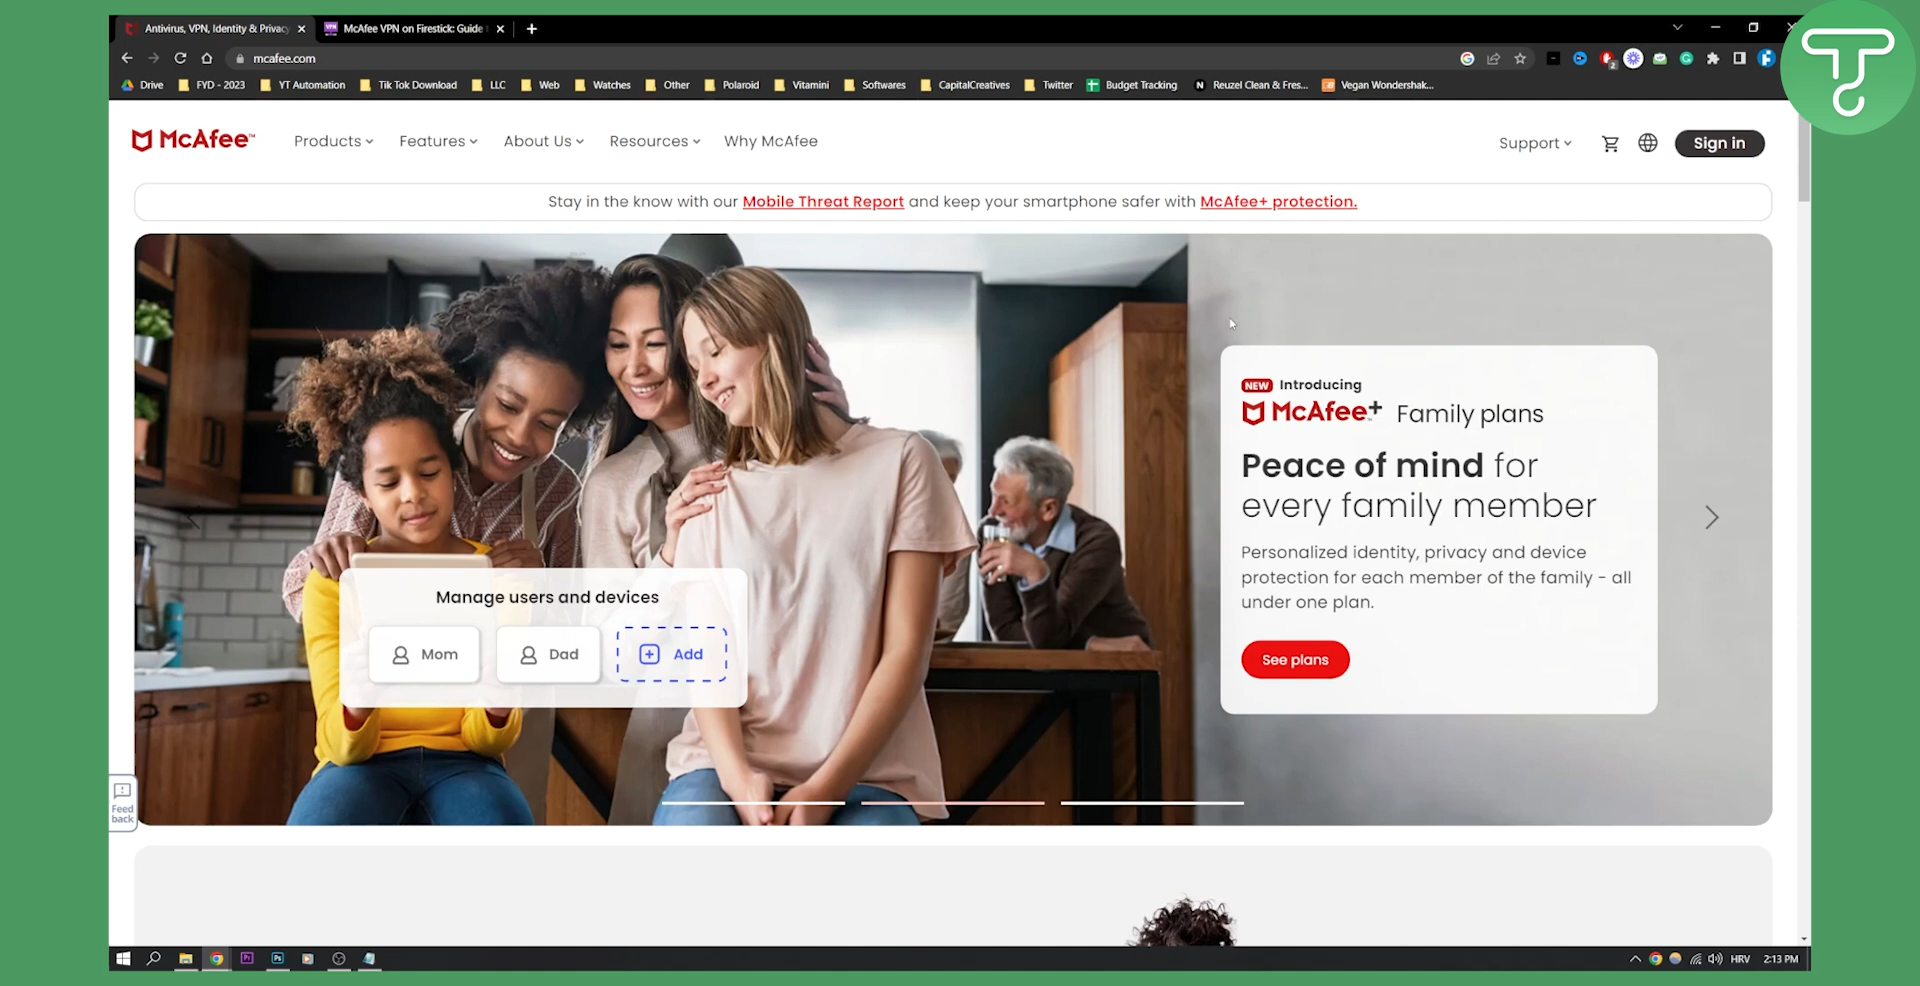 Antivirus, VPN, Identity & Privacy
McAfee VPN on Firestick: Guide
mcafee.com
Drive
FYD - 2023
YT Automation
Tik Tok Download
LLC
Web
Watches
Other
Polaroid
Vitamini
Softwares
CapitalCreatives
Twitter
Budget Tracking
Reuzel Clean & Fres...
Vegan Wondershak...
McAfee™
Products
Features
About Us
Resources
Why McAfee
Support
Sign in
Stay in the know with our Mobile Threat Report and keep your smartphone safer with McAfee+ protection.
NEW Introducing
McAfee+ Family plans
Peace of mind for
every family member
Personalized identity, privacy and device
protection for each member of the family - all
under one plan.
See plans
Manage users and devices
Mom
Dad
Add
Feed
back
HRV
2:13 PM